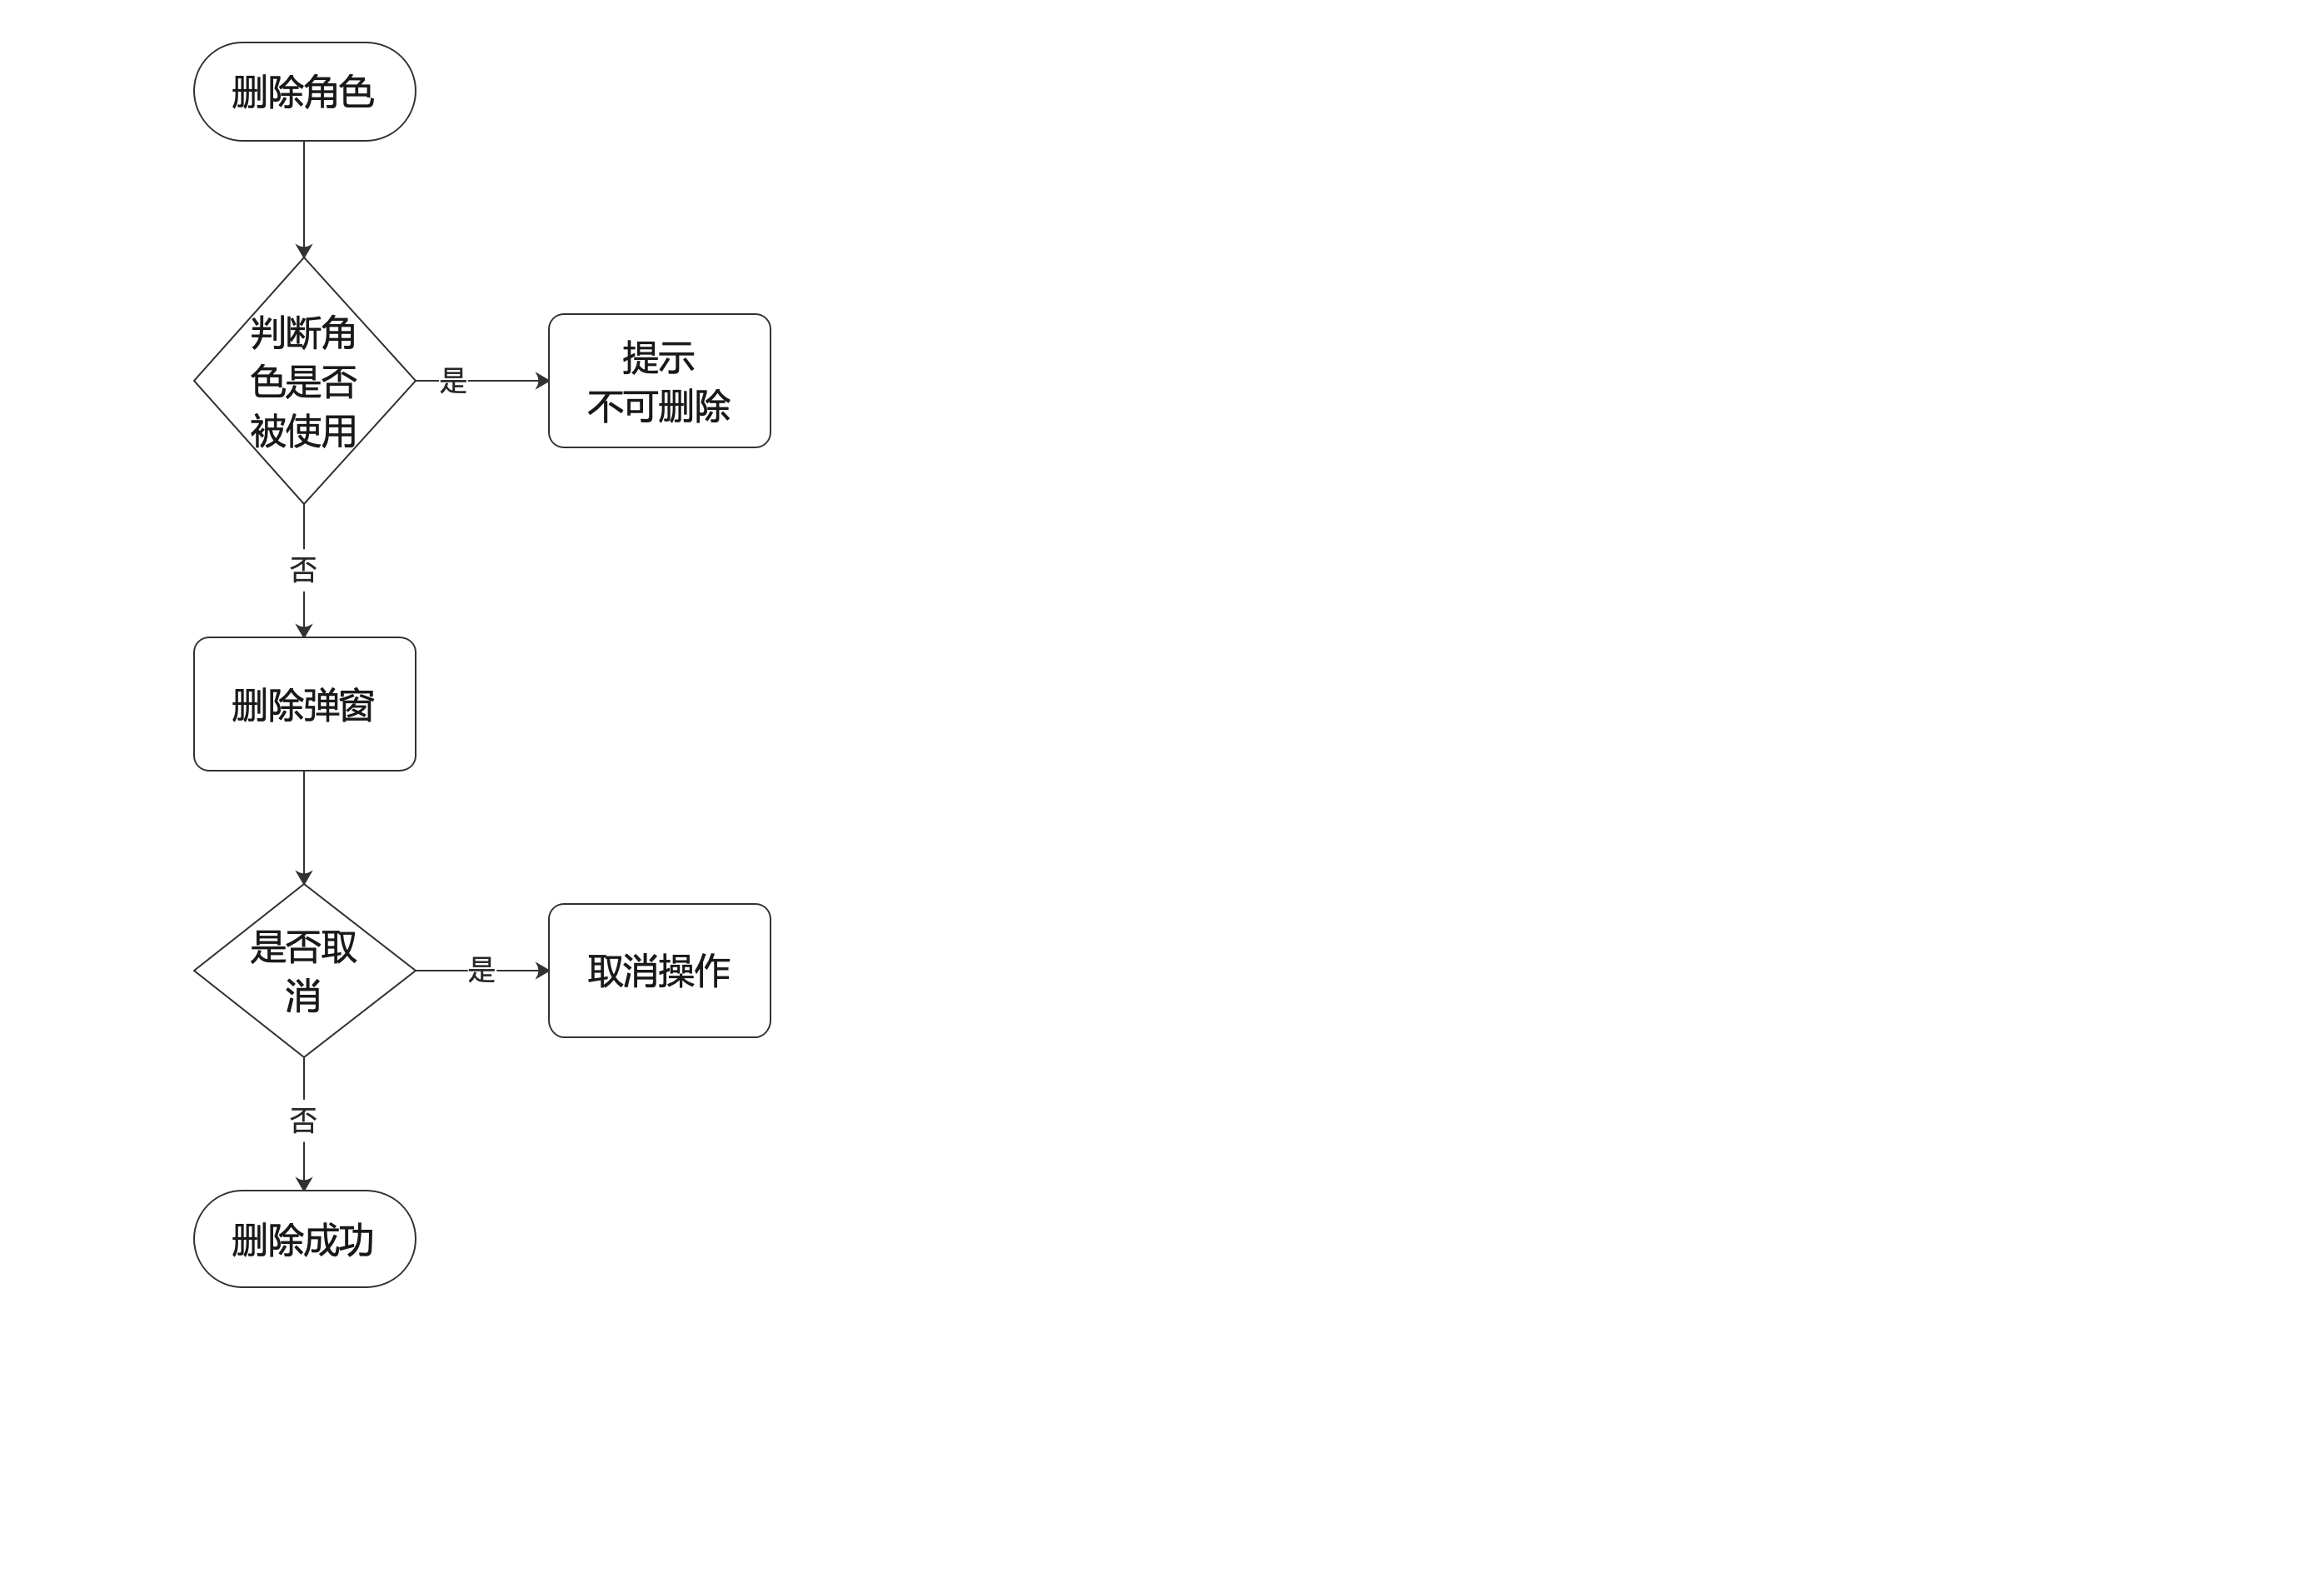 删除角色
判断角
色是否
被使用
是
提示
不可删除
否
删除弹窗
是否取
消
是
取消操作
否
删除成功